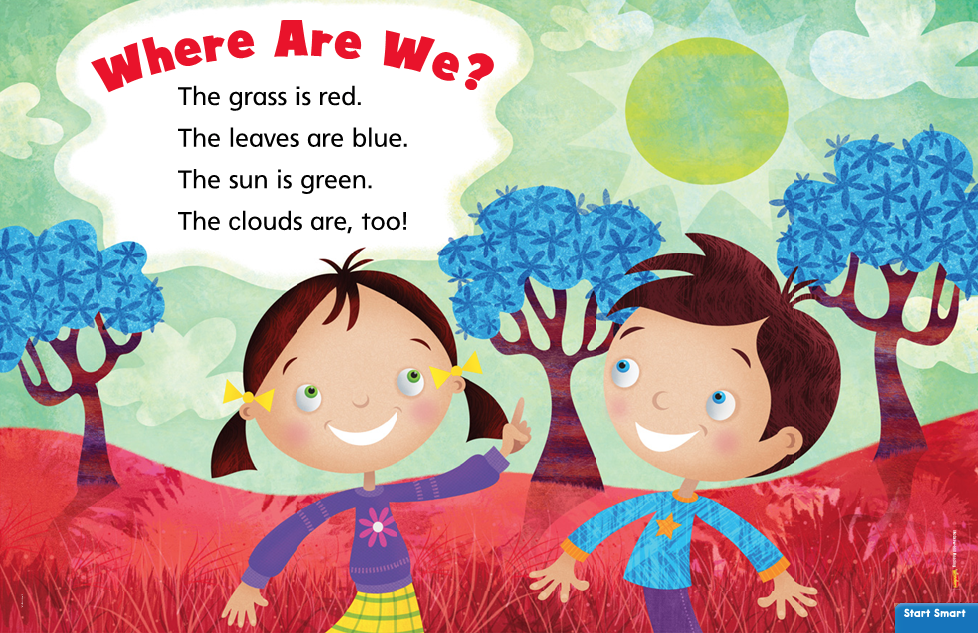 Where Are We?
The grass is red.
The leaves are blue.
The sun is green.
The clouds are, too!
Start Smart